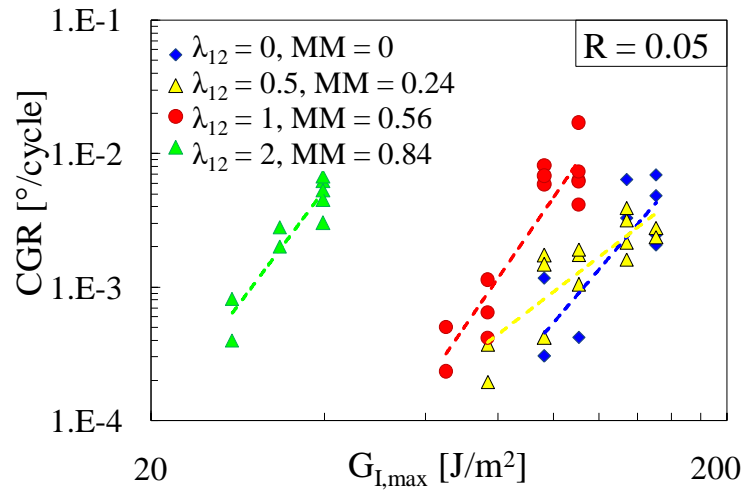 1.E-1
R = 0.05
λ12 = 0, MM = 0
λ12 = 0.5, MM = 0.24
λ12 = 1, MM = 0.56
λ12 = 2, MM = 0.84
1.E-2
1.E-3
1.E-4
CGR [°/cycle]
20
200
GI,max [J/m²]